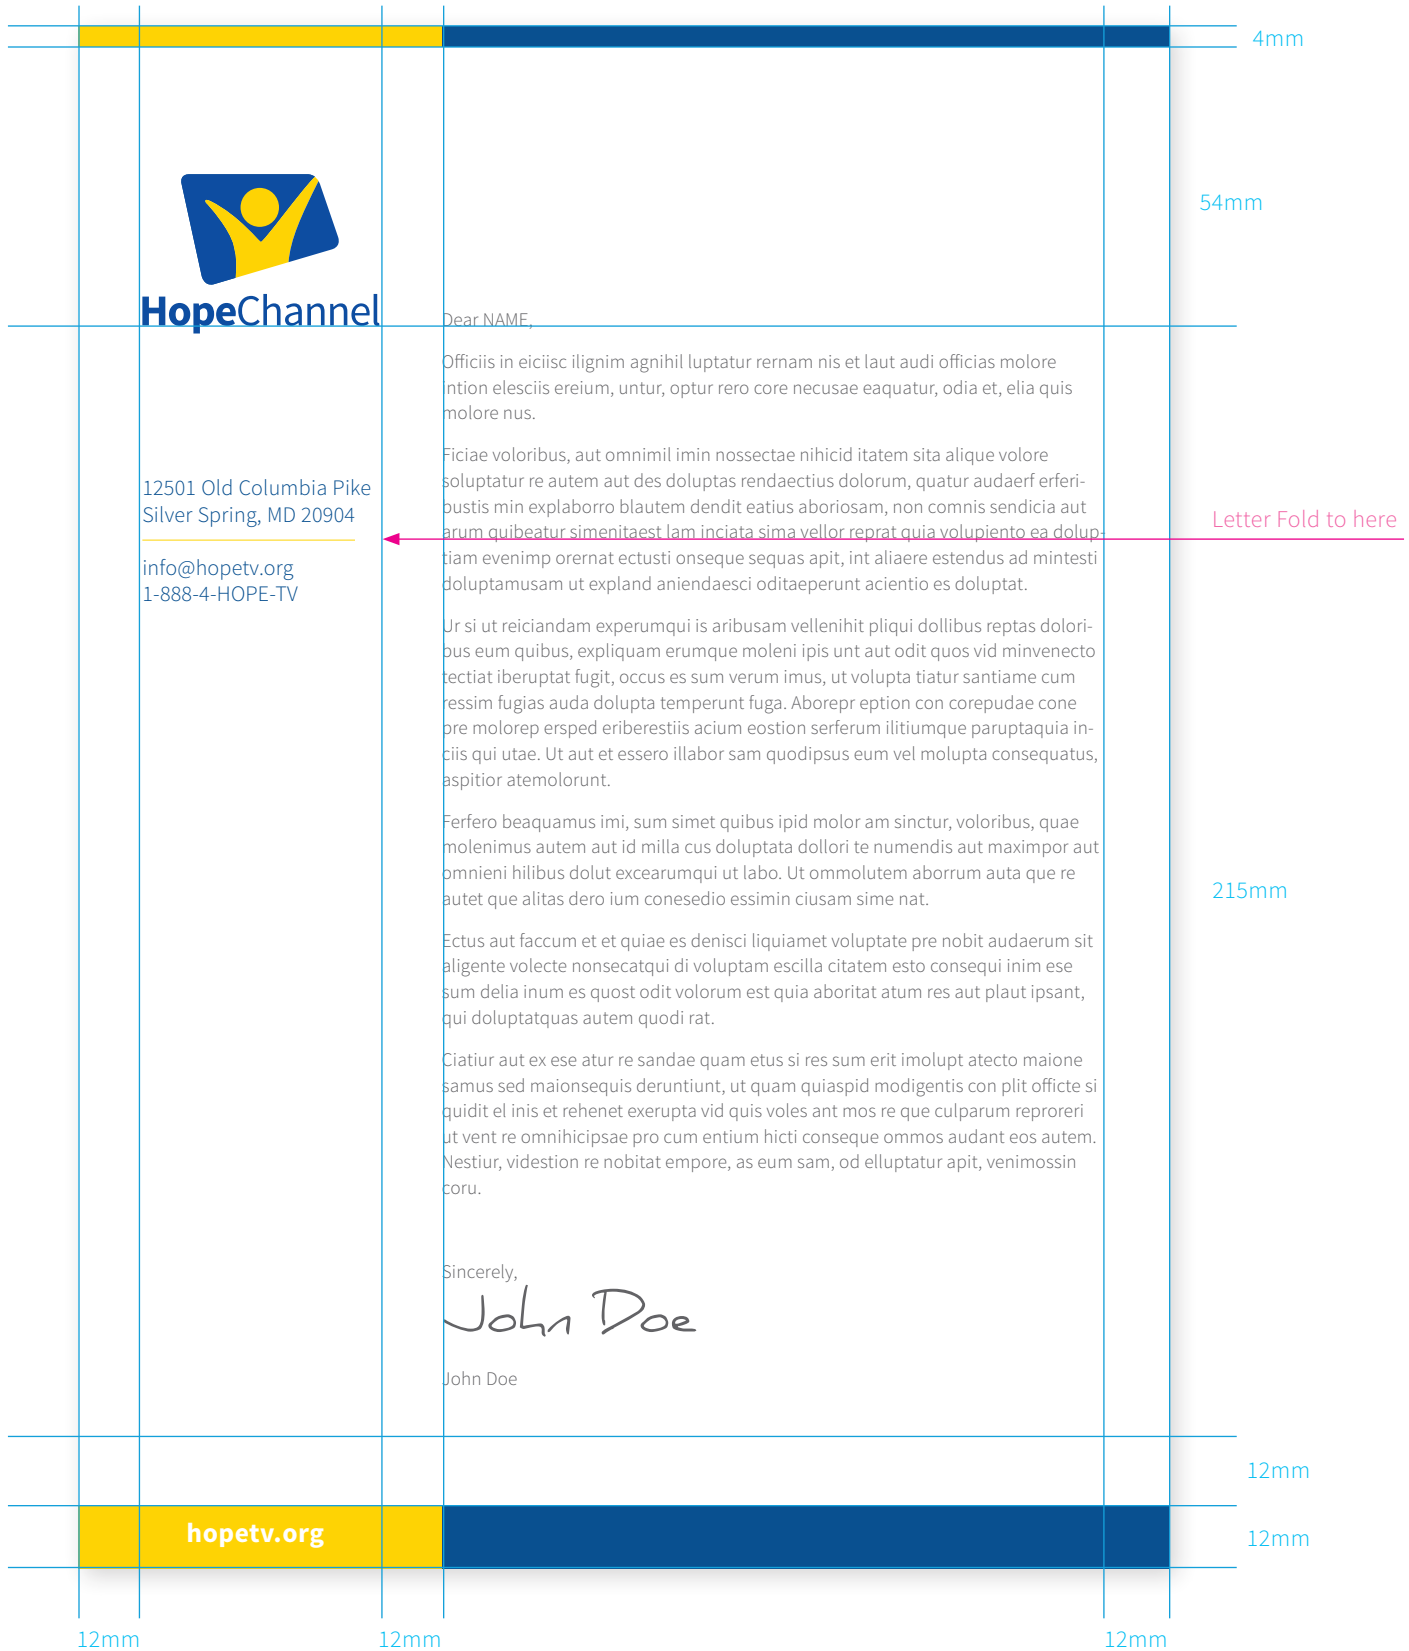 4mm
54mm
HopeChannel
Dear NAME,
Officiis in eiciisc ilignim agnihil luptatur rernam nis et laut audi officias molore
intion elesciis ereium, untur, optur rero core necusae eaquatur, odia et, elia quis
molore nus.
Ficiae voloribus, aut omnimil imin nossectae nihicid itatem sita alique volore
soluptatur re autem aut des doluptas rendaectius dolorum, quatur audaerf erferi-
bustis min explaborro blautem dendit eatius aboriosam, non comnis sendicia aut
arum quibeatur simenitaest lam inciata sima vellor reprat quia volupiento ea dolup-
tiam evenimp orernat ectusti onseque sequas apit, int aliaere estendus ad mintesti
doluptamusam ut expland aniendaesci oditaeperunt acientio es doluptat.
12501 Old Columbia Pike
Silver Spring, MD 20904
info@hopetv.org
1-888-4-HOPE-TV
Letter Fold to here
Ur si ut reiciandam experumqui is aribusam vellenihit pliqui dollibus reptas dolori-
bus eum quibus, expliquam erumque moleni ipis unt aut odit quos vid minvenecto
tectiat iberuptat fugit, occus es sum verum imus, ut volupta tiatur santiame cum
ressim fugias auda dolupta temperunt fuga. Aborepr eption con corepudae cone
pre molorep ersped eriberestiis acium eostion serferum ilitiumque paruptaquia in-
ciis qui utae. Ut aut et essero illabor sam quodipsus eum vel molupta consequatus,
aspitior atemolorunt.
Ferfero beaquamus imi, sum simet quibus ipid molor am sinctur, voloribus, quae
molenimus autem aut id milla cus doluptata dollori te numendis aut maximpor aut
omnieni hilibus dolut excearumqui ut labo. Ut ommolutem aborrum auta que re
autet que alitas dero ium conesedio essimin ciusam sime nat.
215mm
Ectus aut faccum et et quiae es denisci liquiamet voluptate pre nobit audaerum sit
aligente volecte nonsecatqui di voluptam escilla citatem esto consequi inim ese
sum delia inum es quost odit volorum est quia aboritat atum res aut plaut ipsant,
qui doluptatquas autem quodi rat.
Ciatiur aut ex ese atur re sandae quam etus si res sum erit imolupt atecto maione
samus sed maionsequis deruntiunt, ut quam quiaspid modigentis con plit officte si
quidit el inis et rehenet exerupta vid quis voles ant mos re que culparum reproreri
ut vent re omnihicipsae pro cum entium hicti conseque ommos audant eos autem.
Nestiur, videstion re nobitat empore, as eum sam, od elluptatur apit, venimossin
coru.
Sincerely,
John Doe
John Doe
12mm
hopetv.org
12mm
12mm
12mm
12mm